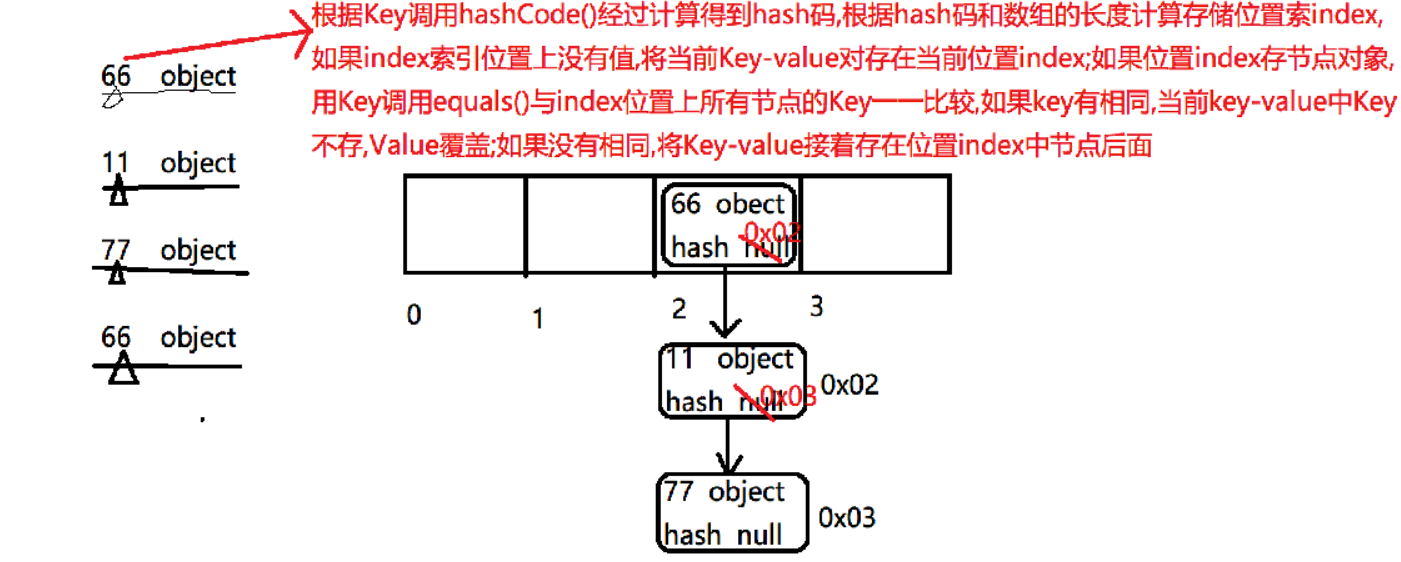 根据Key调用hashCode()经过计算得到hash码,根据hash码和数组的长度计算存储位置索index,
如果index索引位置上没有值,将当前Key-value对存在当前位置index;如果位置index存节点对象,
用Key调用equals()与index位置上所有节点的Key一一比较,如果key有相同,当前key-value中Key
不存,Value覆盖;如果没有相同,将Key-value接着存在位置index中节点后面
66 object
11 object
77 object
66 object
66 obect
0x02
hash null
0 1 2 3
11 object
hash null 0x03
0x02
77 object
hash null
0x03